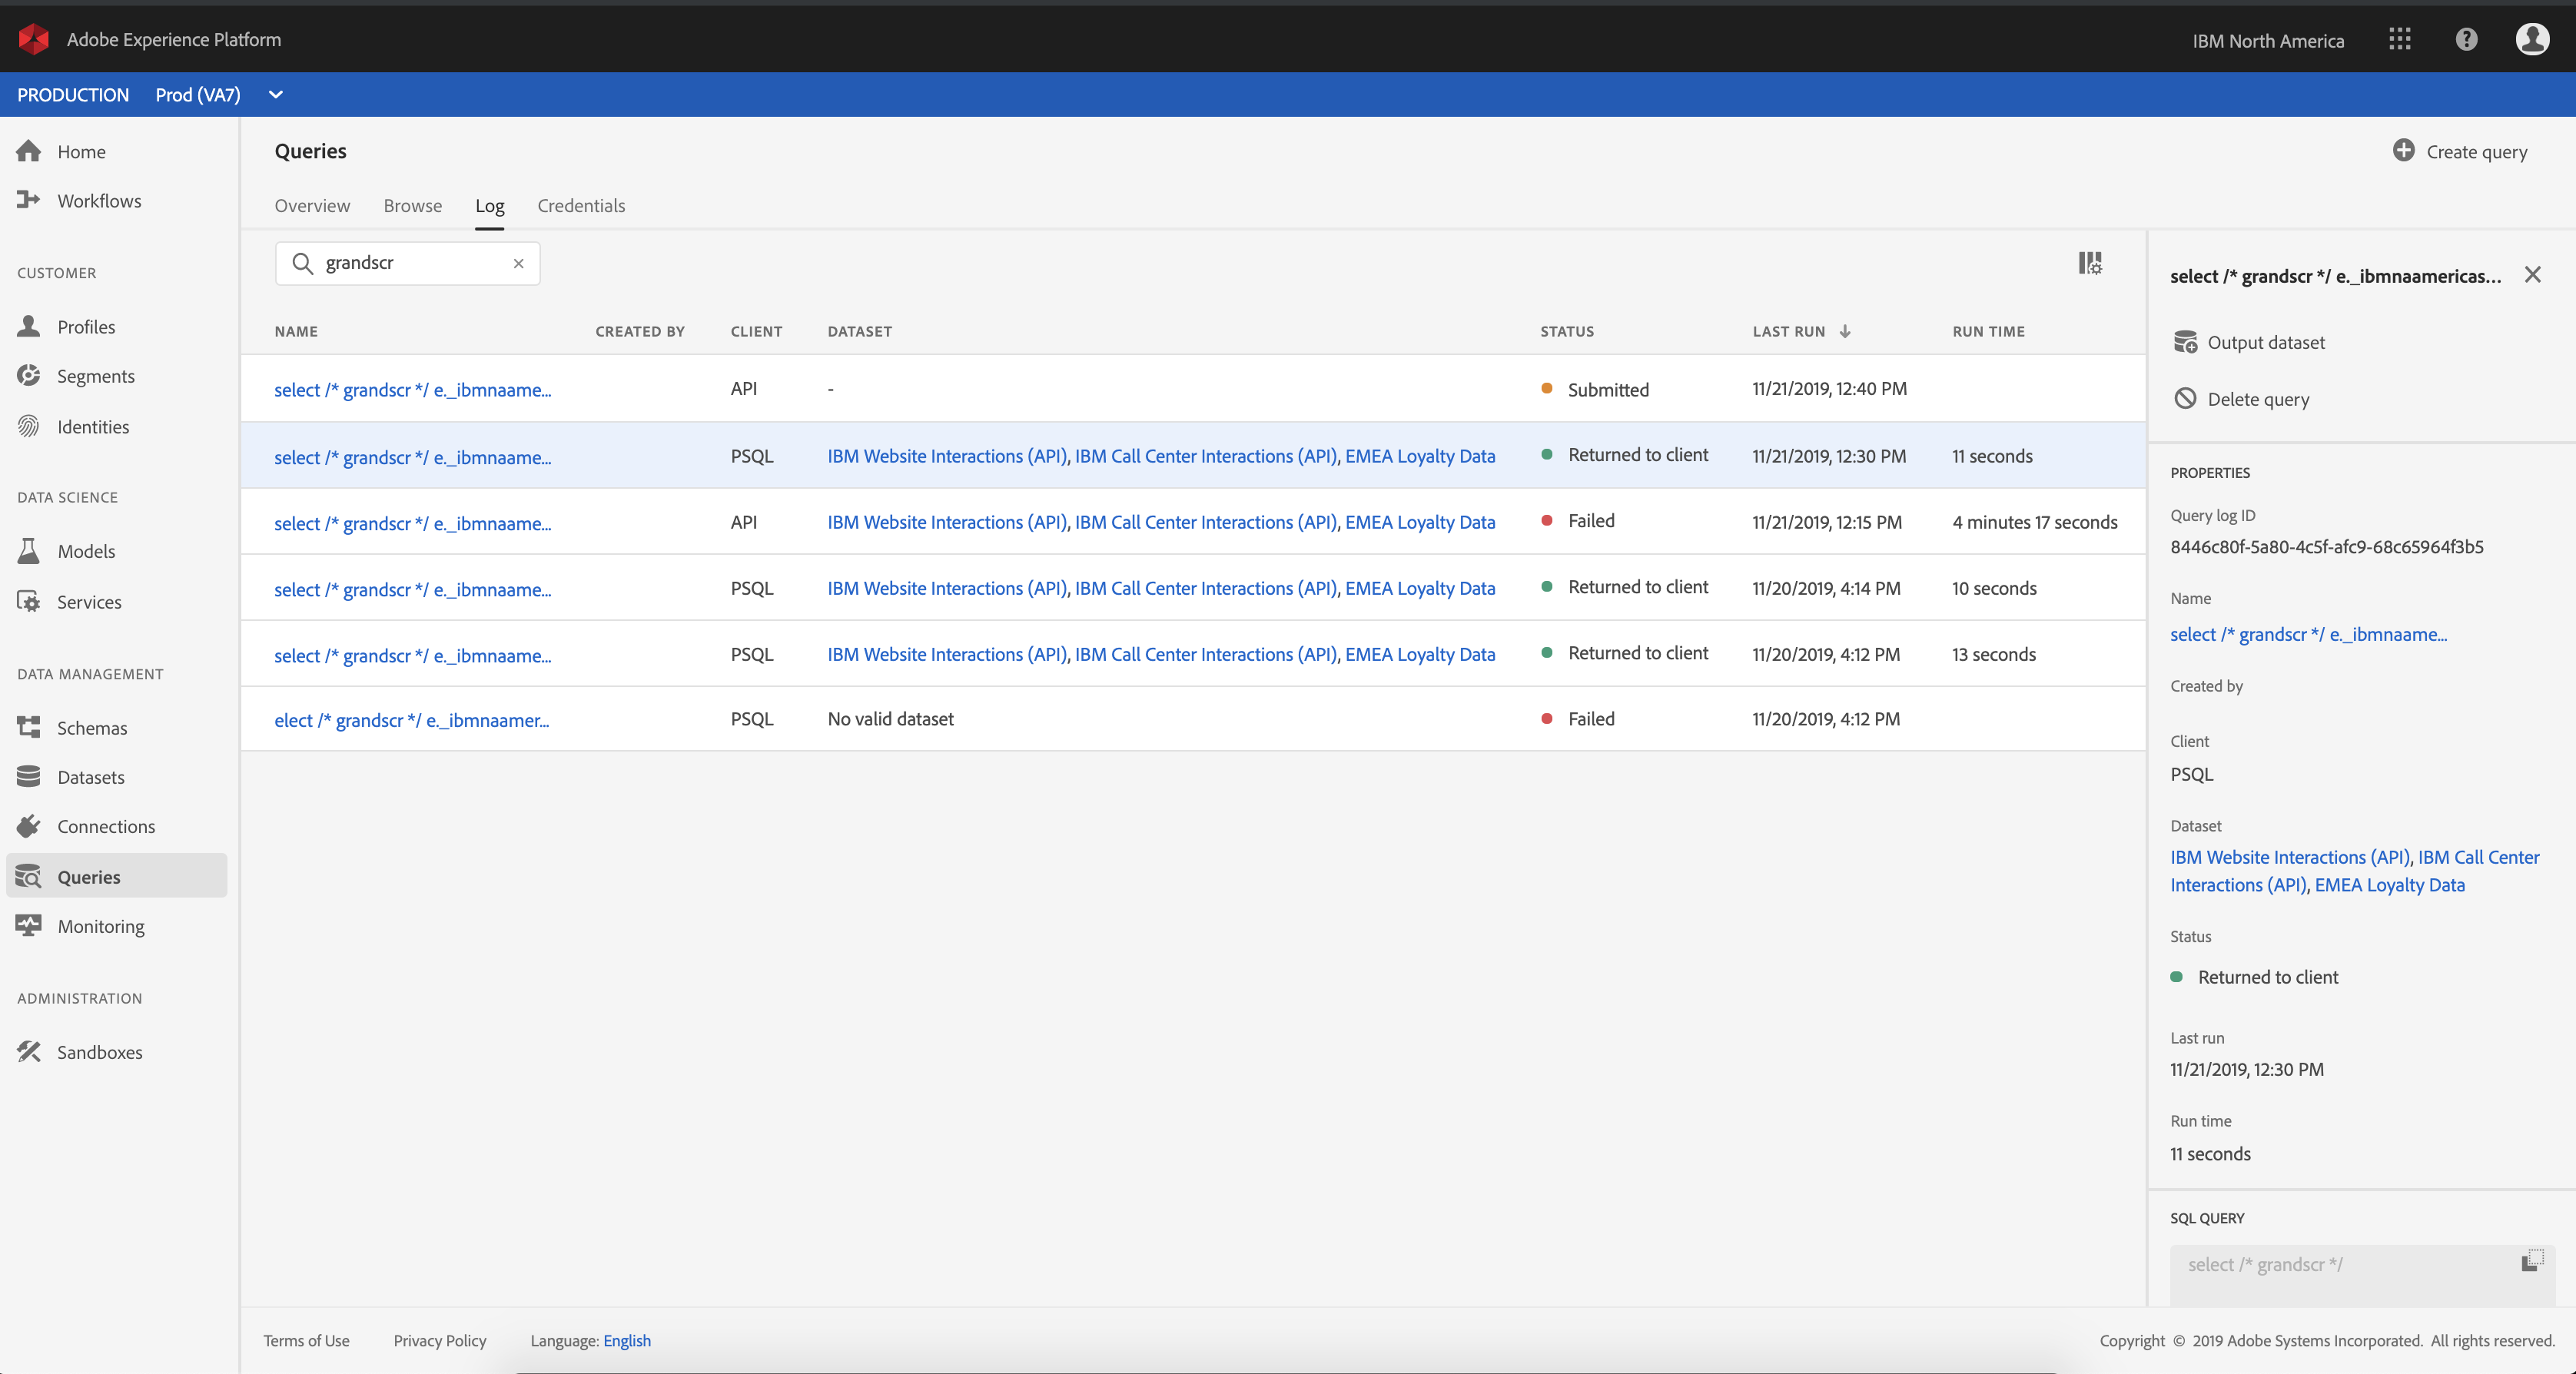 Adobe Experience Platform
IBM North America
PRODUCTION Prod (VA7)
Home
Workflows
CUSTOMER
Profiles
Segments
Identities
DATA SCIENCE
Models
Services
DATA MANAGEMENT
Schemas
Datasets
Connections
Queries
Monitoring
ADMINISTRATION
Sandboxes
Queries
Create query
Overview Browse Log Credentials
grandscr
NAME CREATED BY CLIENT DATASET STATUS LAST RUN RUN TIME
select /* grandscr */ e._ibmnaame... API - Submitted 11/21/2019, 12:40 PM
select /* grandscr */ e._ibmnaame... PSQL IBM Website Interactions (API), IBM Call Center Interactions (API), EMEA Loyalty Data Returned to client 11/21/2019, 12:30 PM 11 seconds
select /* grandscr */ e._ibmnaame... API IBM Website Interactions (API), IBM Call Center Interactions (API), EMEA Loyalty Data Failed 11/21/2019, 12:15 PM 4 minutes 17 seconds
select /* grandscr */ e._ibmnaame... PSQL IBM Website Interactions (API), IBM Call Center Interactions (API), EMEA Loyalty Data Returned to client 11/20/2019, 4:14 PM 10 seconds
select /* grandscr */ e._ibmnaame... PSQL IBM Website Interactions (API), IBM Call Center Interactions (API), EMEA Loyalty Data Returned to client 11/20/2019, 4:12 PM 13 seconds
elect /* grandscr */ e._ibmnaamer... PSQL No valid dataset Failed 11/20/2019, 4:12 PM
select /* grandscr */ e._ibmnaamericas...
Output dataset
Delete query
PROPERTIES
Query log ID
8446c80f-5a80-4c5f-afc9-68c65964f3b5
Name
select /* grandscr */ e._ibmnaame...
Created by
Client
PSQL
Dataset
IBM Website Interactions (API), IBM Call Center
Interactions (API), EMEA Loyalty Data
Status
Returned to client
Last run
11/21/2019, 12:30 PM
Run time
11 seconds
SQL QUERY
select /* grandscr */
Terms of Use Privacy Policy Language: English
Copyright © 2019 Adobe Systems Incorporated. All rights reserved.